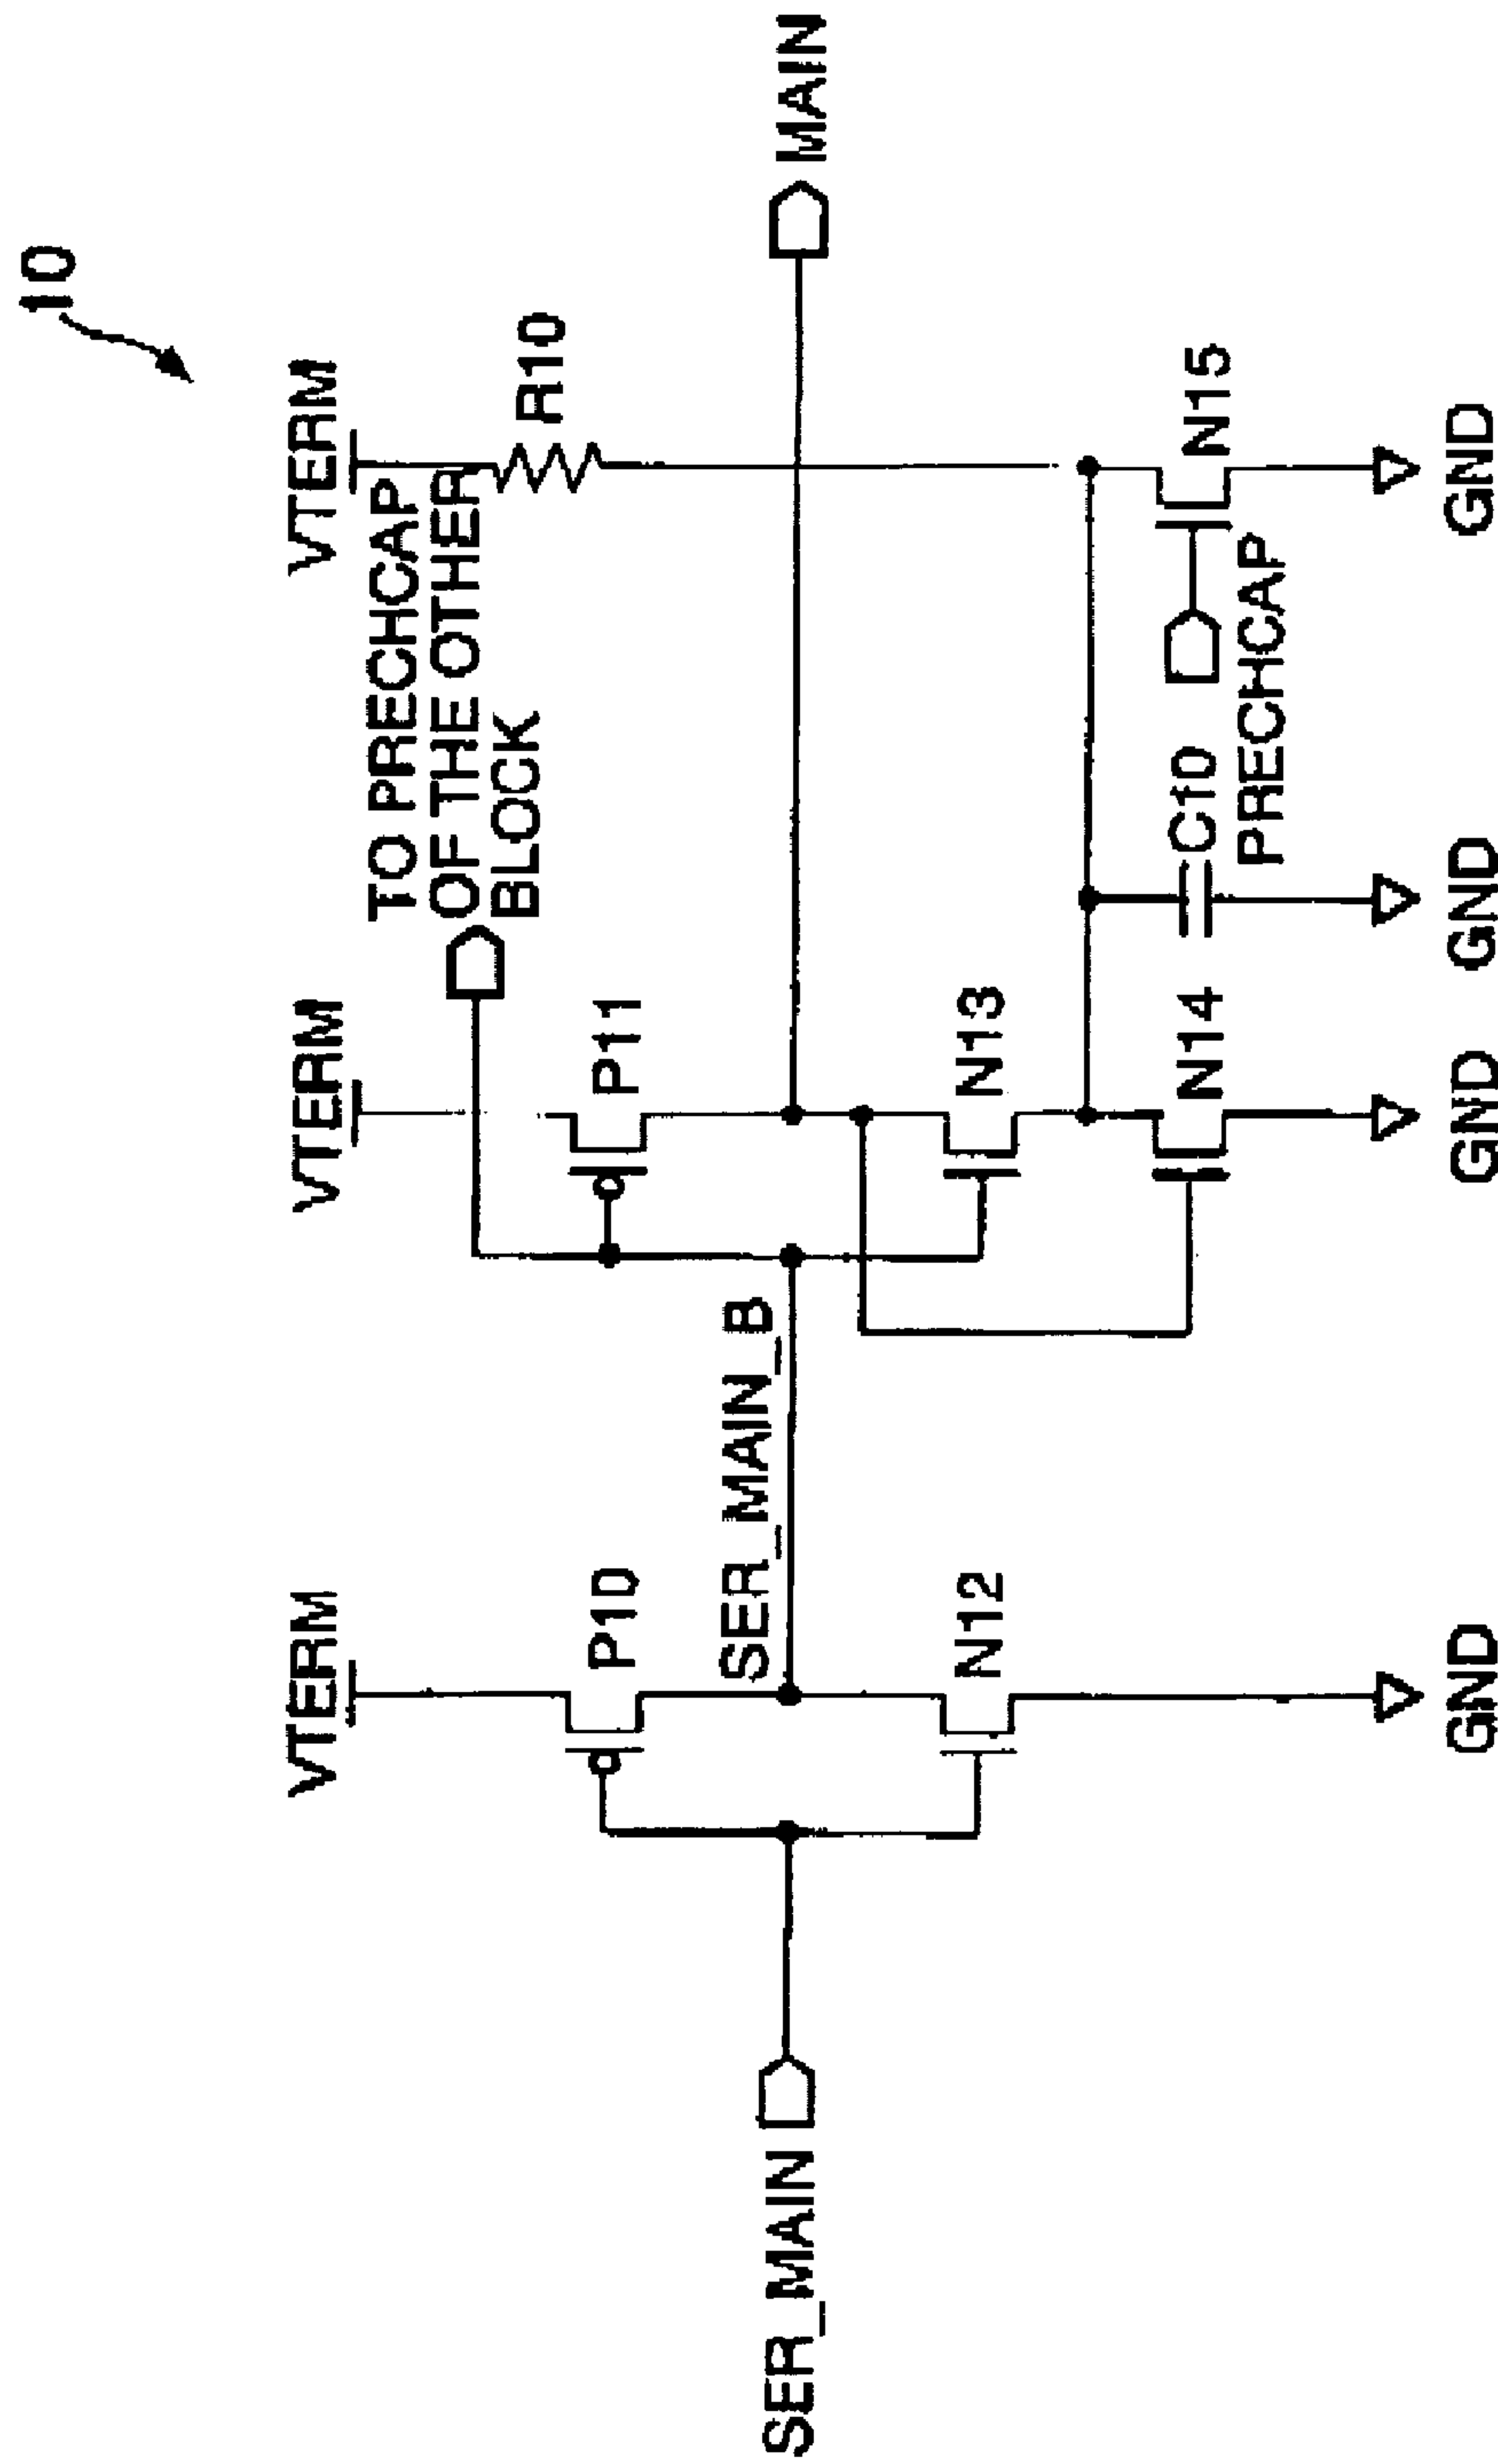 10
VTERM
VTERM
VTERM
TO PRECHCAP
OF THE OTHER
BLOCK
R10
P10
P11
SER_MAIN_B
SER_MAIN
MAIN
N12
N13
N14
C10
N15
PRECHCAP
GND
GND
GND
GND